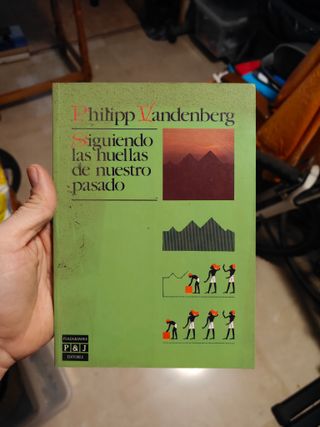 Philipp Vandenberg
Siguiendo
las huellas
de nuestro
pasado
PLAZA & JANES
P & J
EDITORES